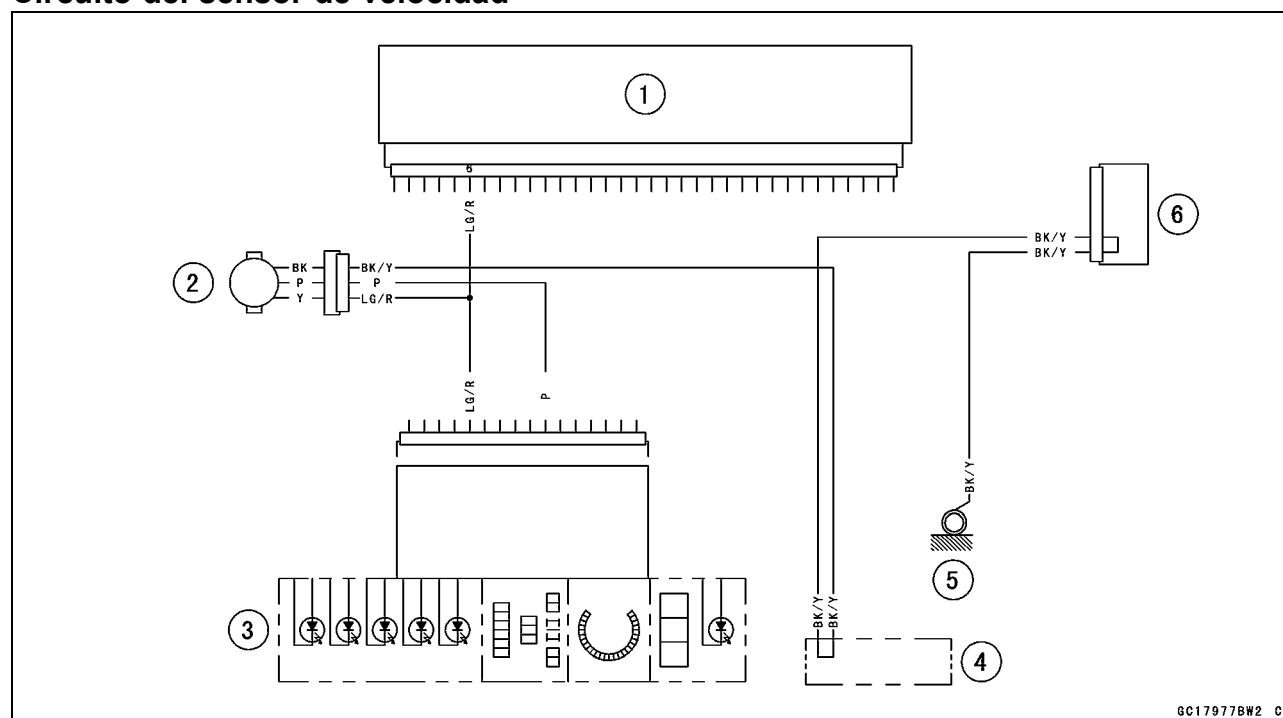 Circuito del sensor de velocidad
1
6
LG/R
6
BK/Y
BK/Y
2
BK
BK/Y
P
P
Y
LG/R
LG/R
P
BK/Y
5
3
BK/Y
BK/Y
4
GC17977BW2 C